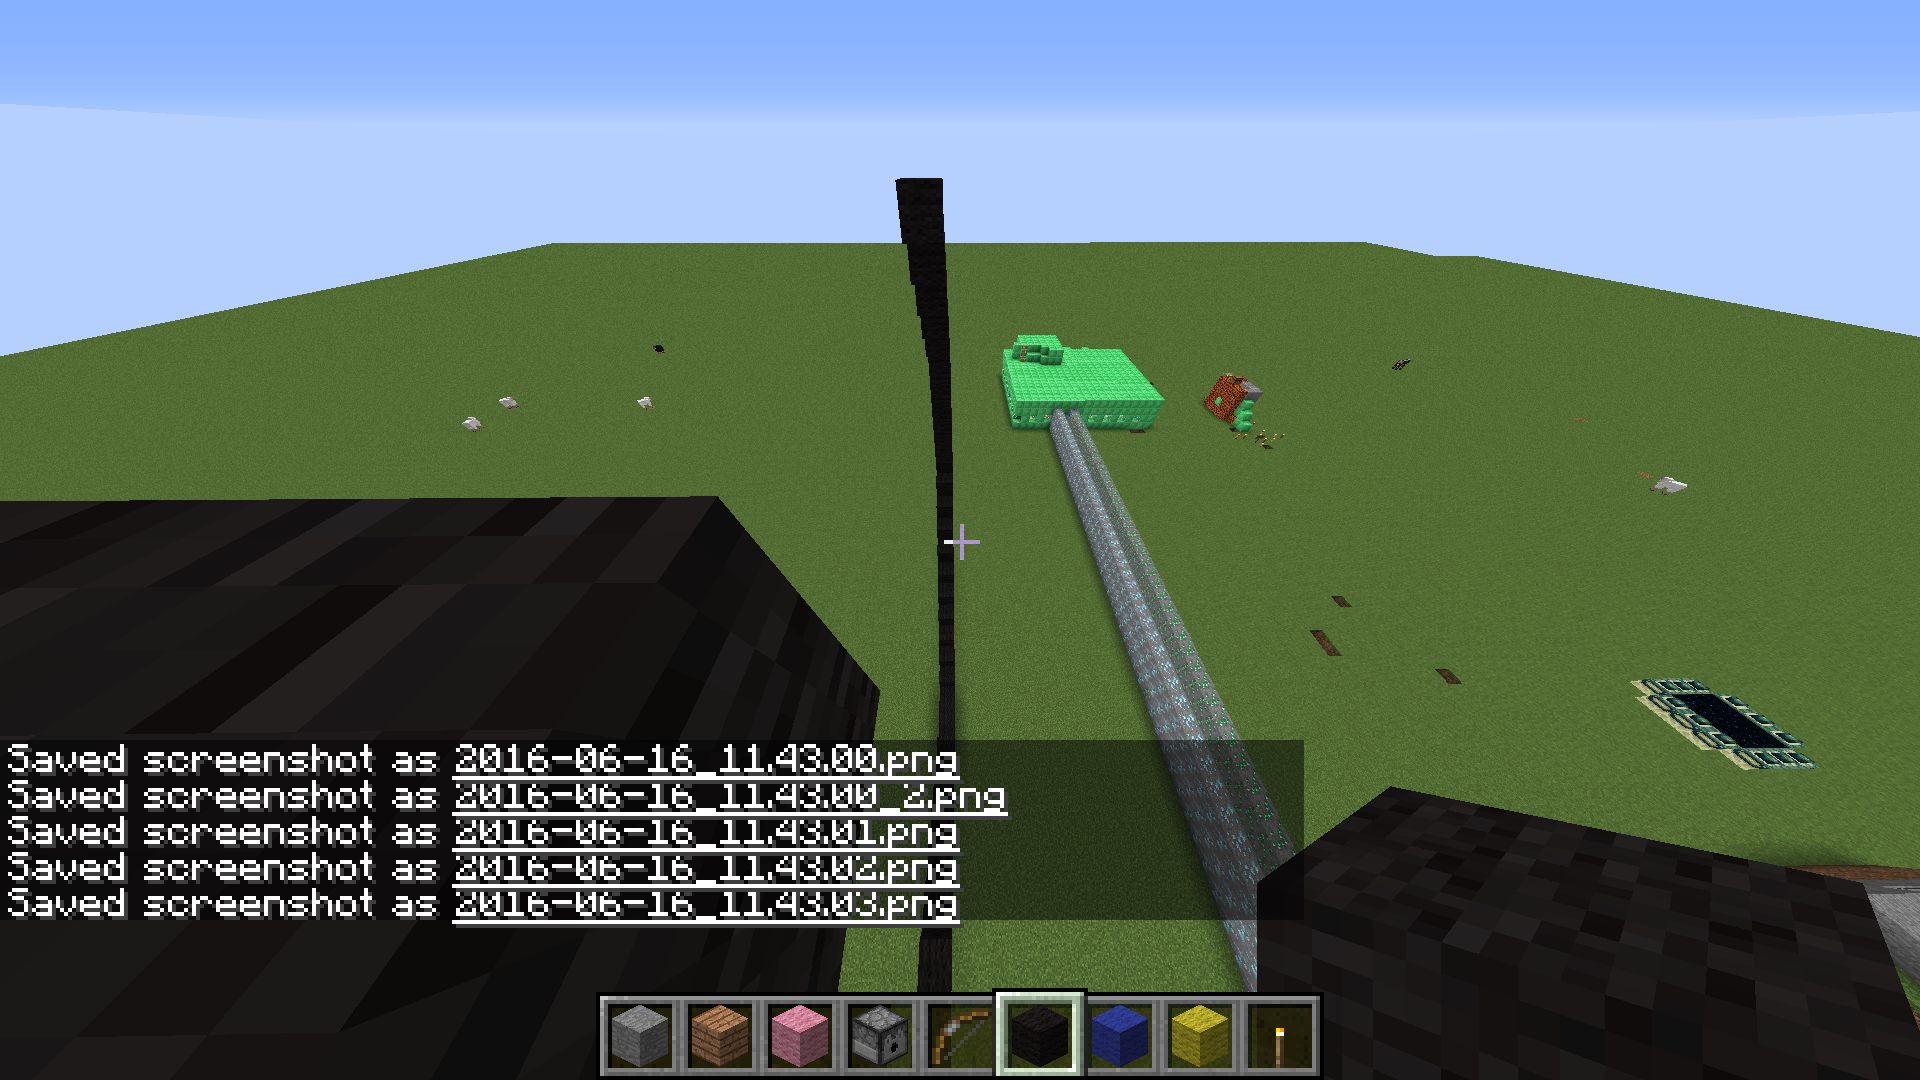 Saved screenshot as 2016-06-16_11.43.00.png
Saved screenshot as 2016-06-16_11.43.00_2.png
Saved screenshot as 2016-06-16_11.43.01.png
Saved screenshot as 2016-06-16_11.43.02.png
Saved screenshot as 2016-06-16_11.43.03.png